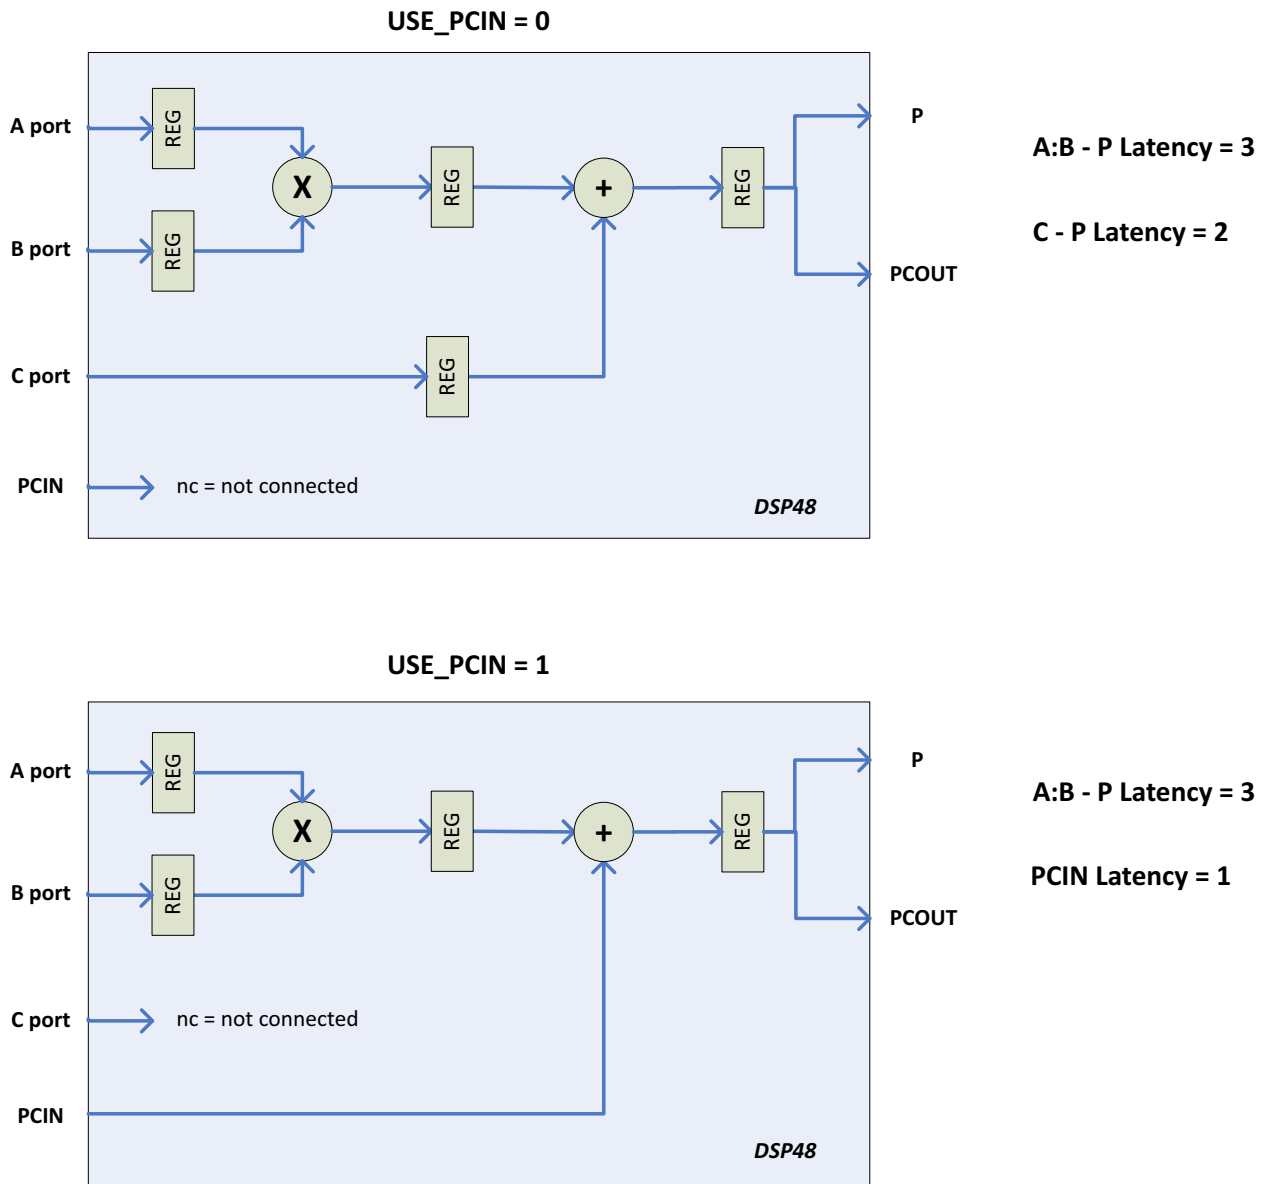 USE_PCIN = 0
A port
REG
P
A:B - P Latency = 3
X
REG
+
REG
B port
REG
C - P Latency = 2
PCOUT
C port
REG
PCIN
nc = not connected
DSP48
USE_PCIN = 1
A port
REG
P
A:B - P Latency = 3
X
REG
+
REG
B port
REG
PCIN Latency = 1
PCOUT
C port
nc = not connected
PCIN
DSP48